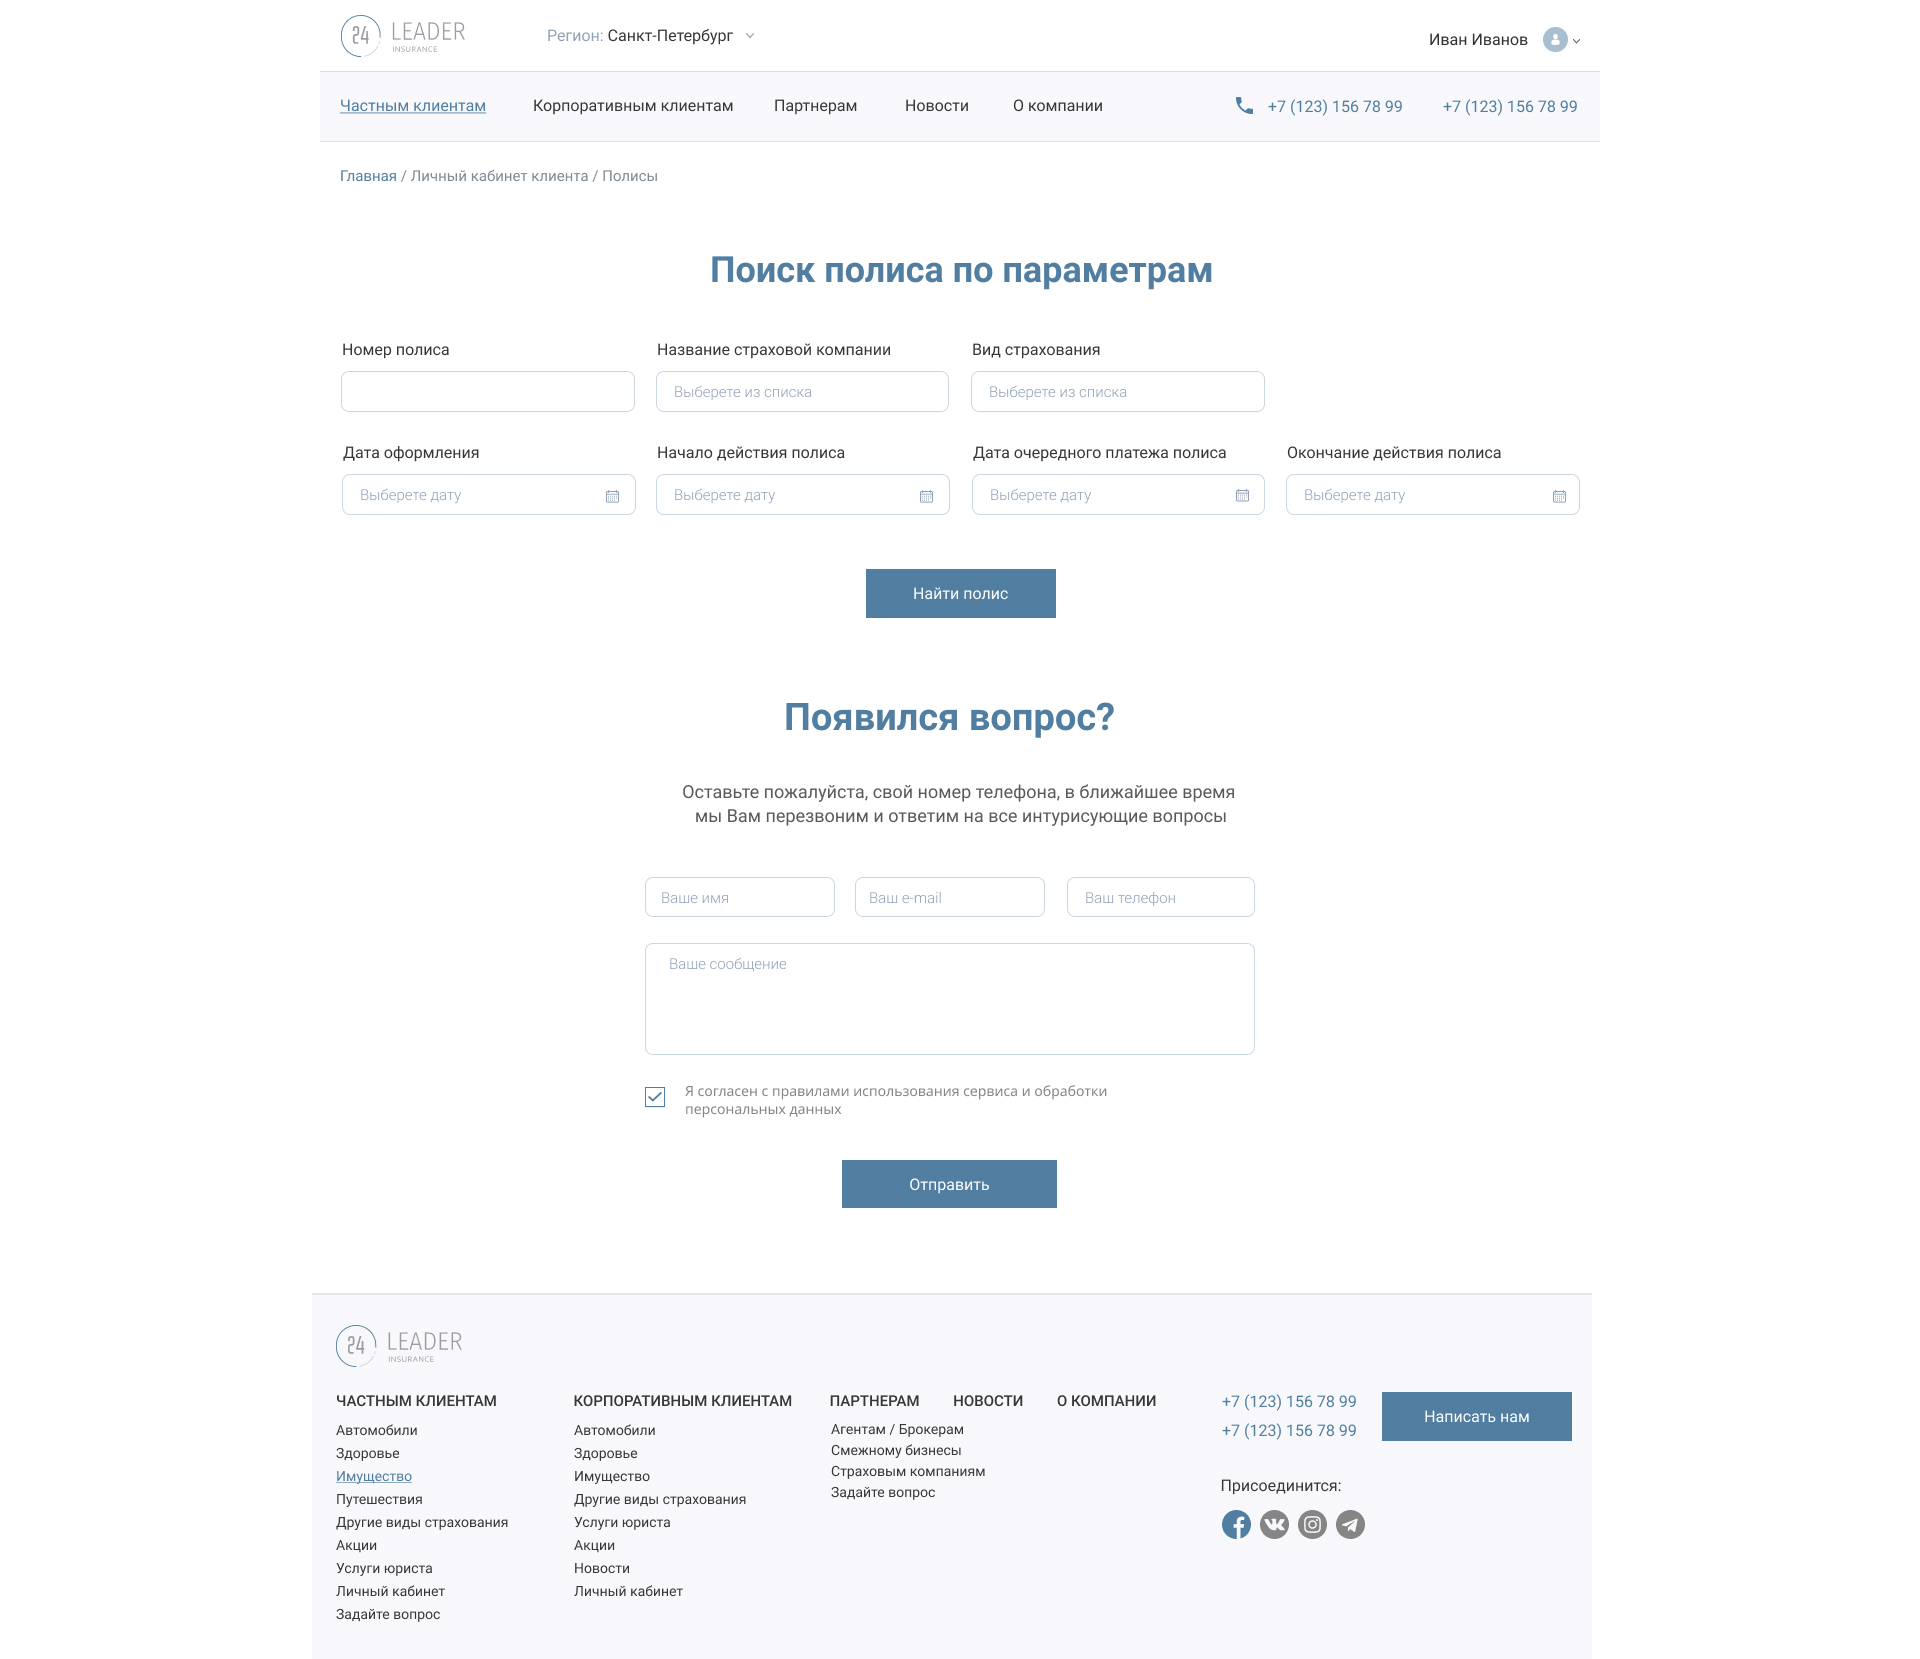 24 LEADER
INSURANCE
Регион: Санкт-Петербург
Иван Иванов
Частным клиентам
Корпоративным клиентам
Партнерам
Новости
О компании
+7 (123) 156 78 99
+7 (123) 156 78 99
Главная / Личный кабинет клиента / Полисы
Поиск полиса по параметрам
Номер полиса
Название страховой компании
Вид страхования
Выберете из списка
Выберете из списка
Дата оформления
Начало действия полиса
Дата очередного платежа полиса
Окончание действия полиса
Выберете дату
Выберете дату
Выберете дату
Выберете дату
Найти полис
Появился вопрос?
Оставьте пожалуйста, свой номер телефона, в ближайшее время
мы Вам перезвоним и ответим на все интурисующие вопросы
Ваше имя
Ваш e-mail
Ваш телефон
Ваше сообщение
Я согласен с правилами использования сервиса и обработки
персональных данных
Отправить
24 LEADER
INSURANCE
ЧАСТНЫМ КЛИЕНТАМ
Автомобили
Здоровье
Имущество
Путешествия
Другие виды страхования
Акции
Услуги юриста
Личный кабинет
Задайте вопрос
КОРПОРАТИВНЫМ КЛИЕНТАМ
Автомобили
Здоровье
Имущество
Другие виды страхования
Услуги юриста
Акции
Новости
Личный кабинет
ПАРТНЕРАМ
Агентам / Брокерам
Смежному бизнесы
Страховым компаниям
Задайте вопрос
НОВОСТИ
О КОМПАНИИ
+7 (123) 156 78 99
+7 (123) 156 78 99
Написать нам
Присоединится: